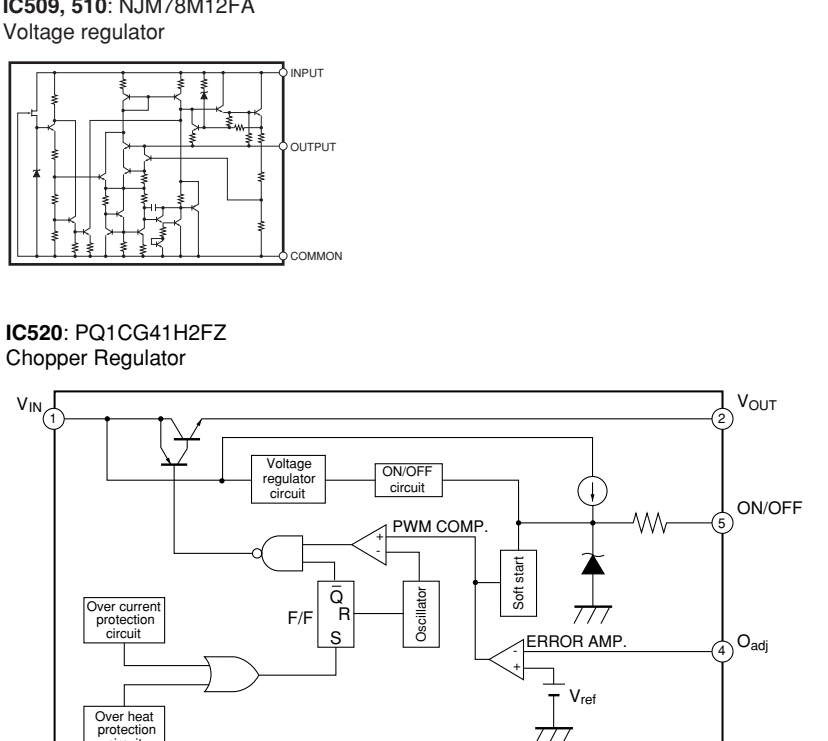 IC509, 510: NJM78M12FA
Voltage regulator
INPUT
OUTPUT
COMMON
IC520: PQ1CG41H2FZ
Chopper Regulator
VIN
1
VOUT
2
Voltage
regulator
circuit
ON/OFF
circuit
ON/OFF
5
PWM COMP.
+
-
Soft start
Oscillator
Q
R
S
F/F
Over current
protection
circuit
ERROR AMP.
-
+
Oadj
4
Vref
Over heat
protection
circuit